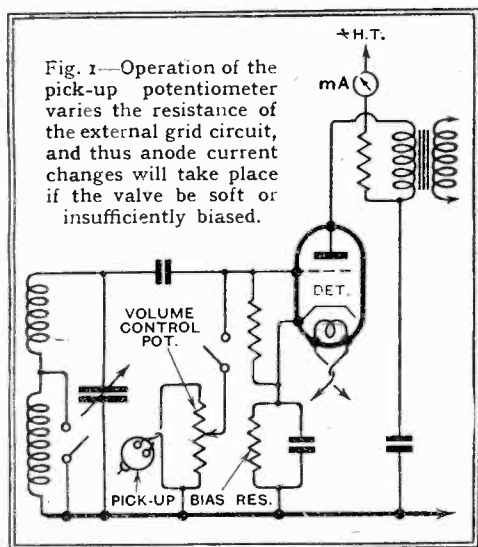 Fig. 1—Operation of the
pick-up potentiometer
varies the resistance of
the external grid circuit,
and thus anode current
changes will take place
if the valve be soft or
insufficiently biased.
+H.T.
mA
DET.
VOLUME
CONTROL
POT.
PICK-UP
BIAS RES.